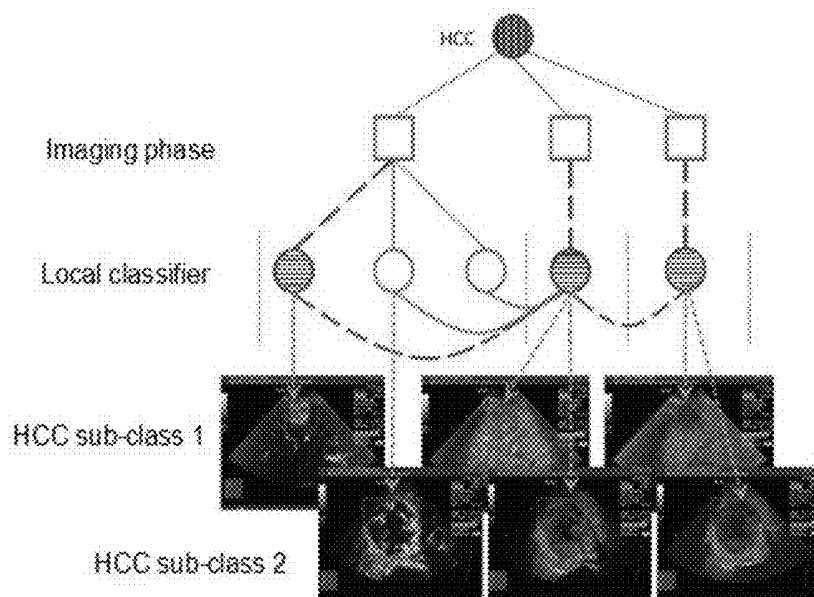 HCC
Imaging phase
Local classifier
HCC sub-class 1
HCC sub-class 2